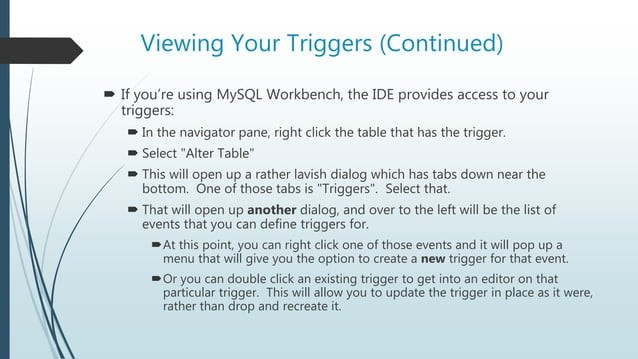 Viewing Your Triggers (Continued)
If you’re using MySQL Workbench, the IDE provides access to your
triggers:
In the navigator pane, right click the table that has the trigger.
Select "Alter Table"
This will open up a rather lavish dialog which has tabs down near the
bottom. One of those tabs is "Triggers". Select that.
That will open up another dialog, and over to the left will be the list of
events that you can define triggers for.
At this point, you can right click one of those events and it will pop up a
menu that will give you the option to create a new trigger for that event.
Or you can double click an existing trigger to get into an editor on that
particular trigger. This will allow you to update the trigger in place as it were,
rather than drop and recreate it.